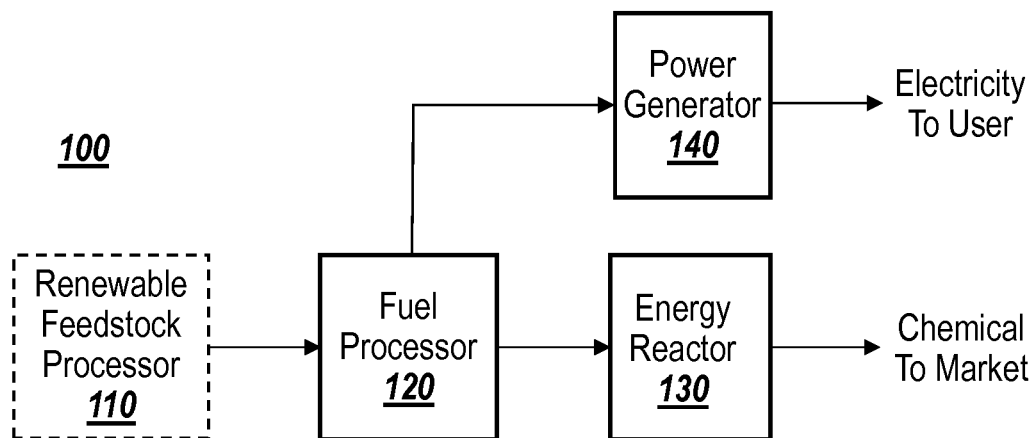 Power
Generator
140
Electricity
To User
100
Renewable
Feedstock
Processor
110
Fuel
Processor
120
Energy
Reactor
130
Chemical
To Market